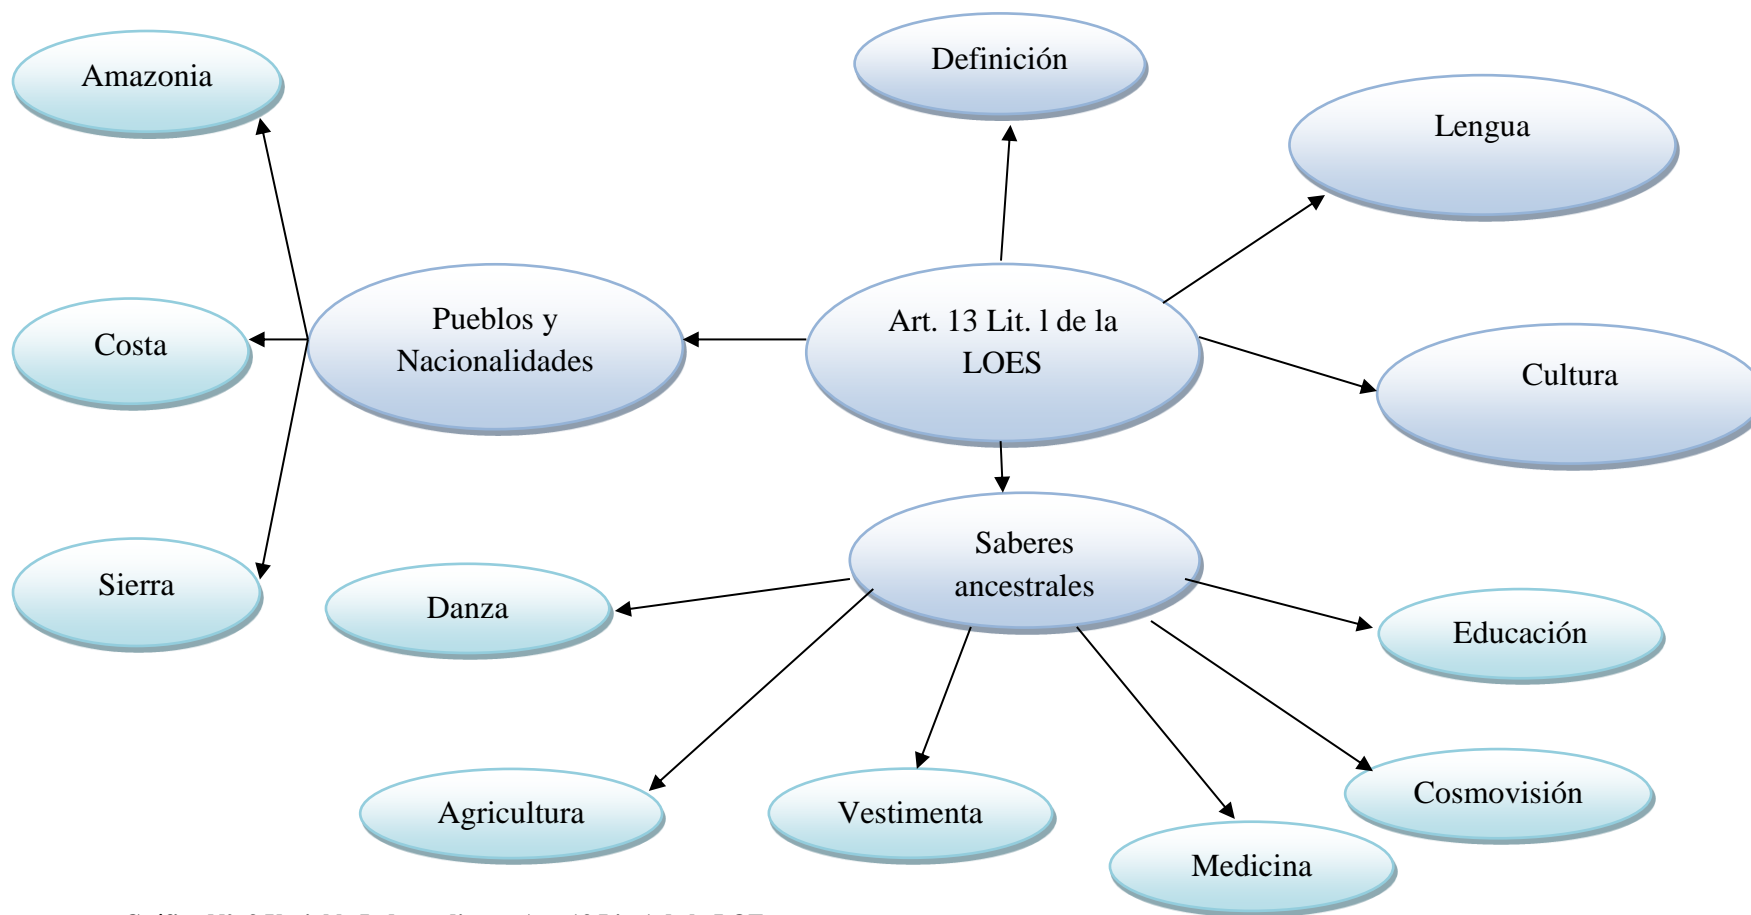 Definición
Amazonia
Lengua
Pueblos y
Nacionalidades
Art. 13 Lit. l de la
LOES
Costa
Cultura
Saberes
ancestrales
Sierra
Danza
Educación
Agricultura
Vestimenta
Cosmovisión
Medicina